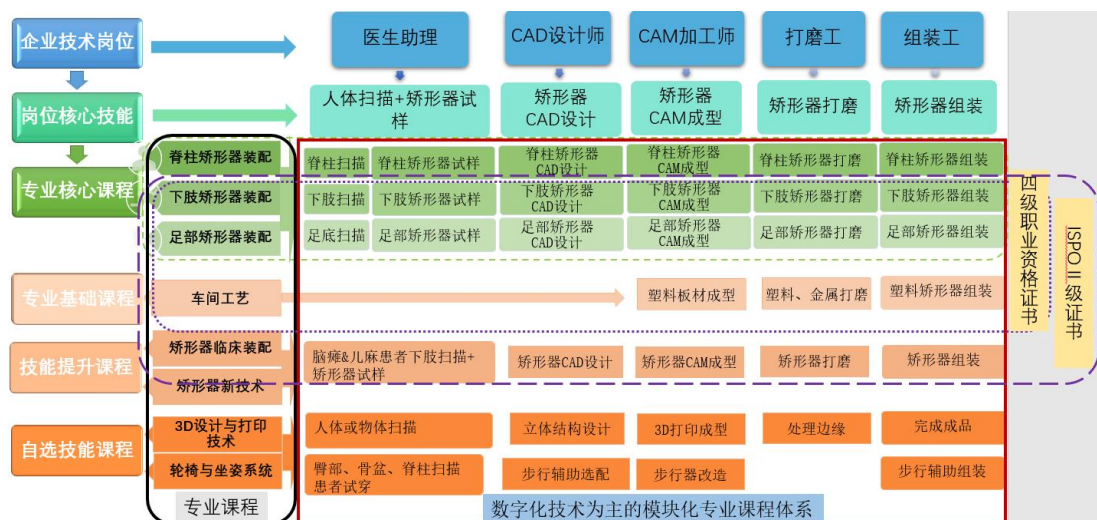 企业技术岗位
医生助理
CAD设计师
CAM加工师
打磨工
组装工
岗位核心技能
人体扫描+矫形器试
样
矫形器
CAD设计
矫形器
CAM成型
矫形器打磨
矫形器组装
专业核心课程
脊柱矫形器装配
脊柱扫描
脊柱矫形器试样
脊柱矫形器
CAD设计
脊柱矫形器
CAM成型
脊柱矫形器打磨
脊柱矫形器组装
下肢矫形器装配
下肢扫描
下肢矫形器试样
下肢矫形器
CAD设计
下肢矫形器
CAM成型
下肢矫形器打磨
下肢矫形器组装
足部矫形器装配
足底扫描
足部矫形器试样
足部矫形器
CAD设计
足部矫形器
CAM成型
足部矫形器打磨
足部矫形器组装
四级职业资格证书
ISPO II 级证书
专业基础课程
车间工艺
塑料板材成型
塑料、金属打磨
塑料矫形器组装
技能提升课程
矫形器临床装配
矫形器新技术
脑瘫&儿麻患者下肢扫描+
矫形器试样
矫形器CAD设计
矫形器CAM成型
矫形器打磨
矫形器组装
自选技能课程
3D设计与打印
技术
人体或物体扫描
立体结构设计
3D打印成型
处理边缘
完成成品
轮椅与坐姿系统
臀部、骨盆、脊柱扫描
患者试穿
步行辅助选配
步行器改造
步行辅助组装
专业课程
数字化技术为主的模块化专业课程体系